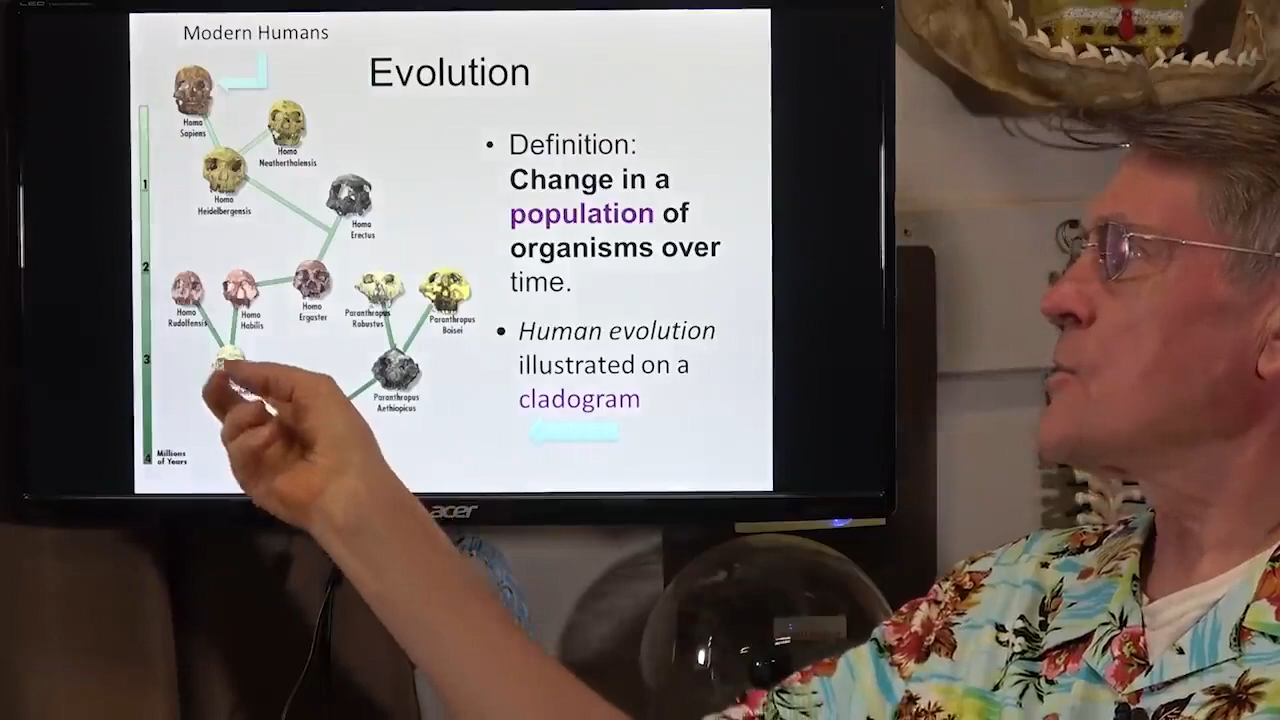 Modern Humans
Evolution
Homo
Sapiens
Homo
Neatherthalensis
Homo
Heidelbergensis
Homo
Erectus
Homo
Rudolfensis
Homo
Habilis
Homo
Ergaster
Paranthropus
Robustus
Paranthropus
Boisei
Paranthropus
Aethiopicus
1
2
3
4
Millions
of Years
• Definition:
Change in a
population of
organisms over
time.
• Human evolution
illustrated on a
cladogram
acer